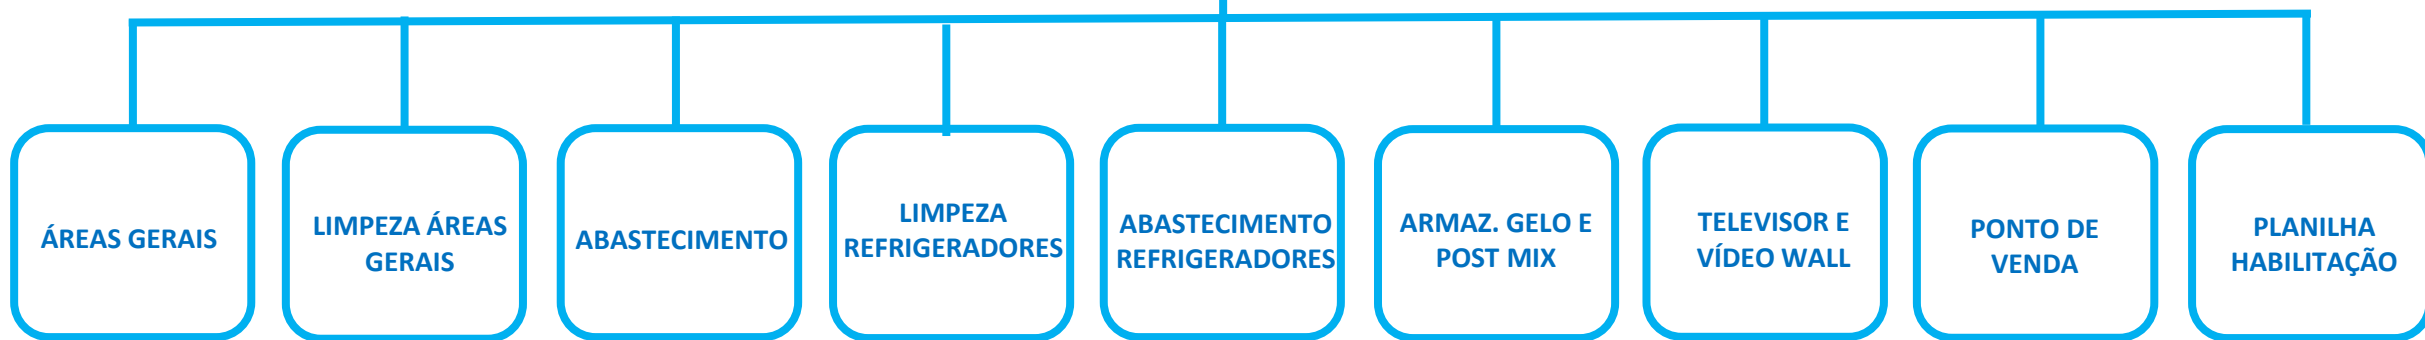 ÁREAS GERAIS
LIMPEZA ÁREAS
GERAIS
ABASTECIMENTO
LIMPEZA
REFRIGERADORES
ABASTECIMENTO
REFRIGERADORES
ARMAZ. GELO E
POST MIX
TELEVISOR E
VÍDEO WALL
PONTO DE
VENDA
PLANILHA
HABILITAÇÃO